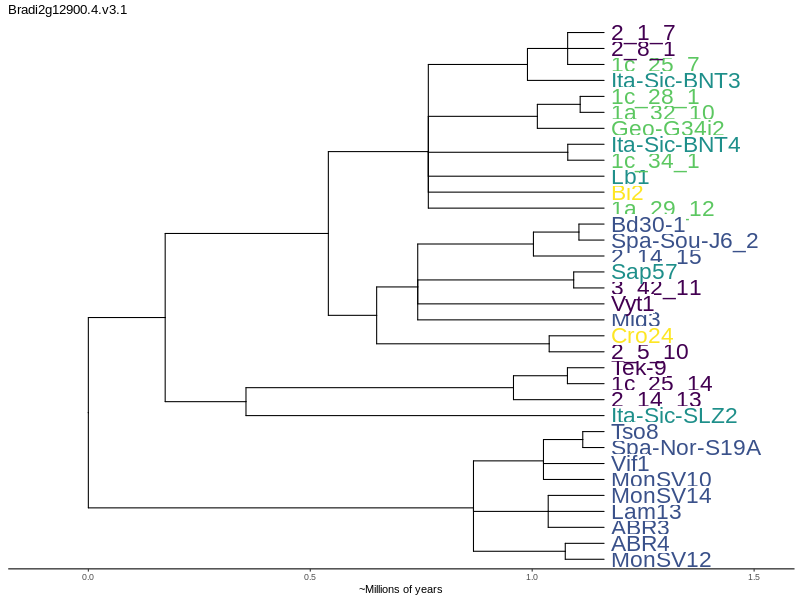 Bradi2g12900.4.v3.1
2_1_7
2_8_1
1c_25_7
Ita-Sic-BNT3
1c_28_1
1a_32_10
Geo-G34i2
Ita-Sic-BNT4
1c_34_1
Lb1
Bi2
1a_29_12
Bd30-1
Spa-Sou-J6_2
2_14_15
Sap57
3_42_11
Vyt1
Mig3
Cro24
2_5_10
Tek-9
1c_25_14
2_14_13
Ita-Sic-SLZ2
Tso8
Spa-Nor-S19A
Vif1
MonSV10
MonSV14
Lam13
ABR3
ABR4
MonSV12
0.0 0.5 1.0 1.5
~Millions of years